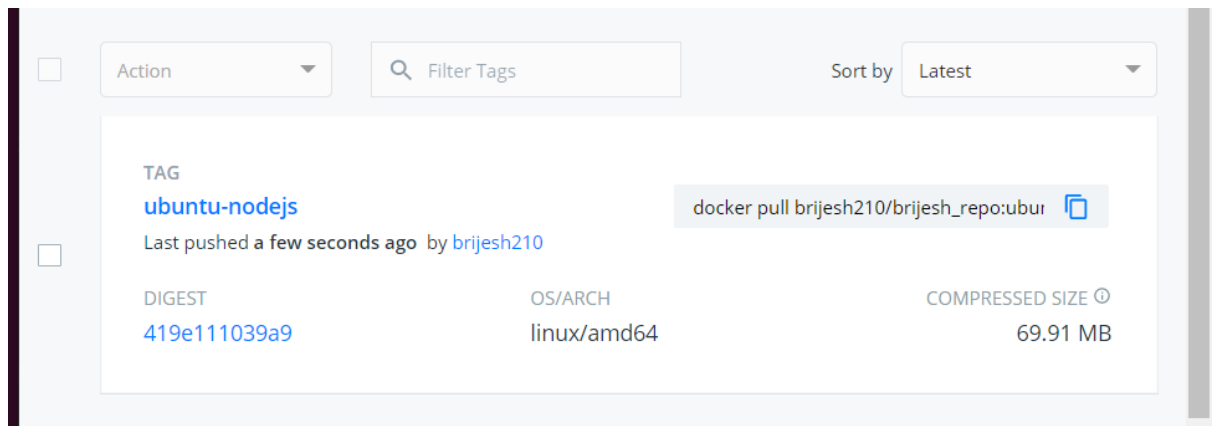 Action Filter Tags Sort by Latest
TAG
ubuntu-nodejs
docker pull brijesh210/brijesh_repo:ubur
Last pushed a few seconds ago by brijesh210
DIGEST OS/ARCH COMPRESSED SIZE
419e111039a9 linux/amd64 69.91 MB